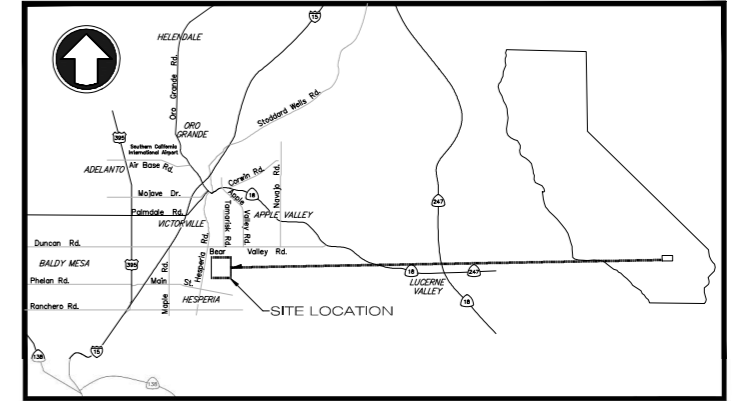 15
HELENDALE
Oro Grande Rd.
Stoddard Wells Rd.
ORO
GRANDE
395
Southern California
International Airport
Air Base Rd.
ADELANTO
Corwin Rd.
Navajo Rd.
Mojave Dr.
18
Apple Valley Rd.
Tamarisk Rd.
247
Palmdale Rd.
APPLE VALLEY
VICTORVILLE
Duncan Rd.
Hesperia Rd.
Bear Valley Rd.
BALDY MESA
395
18
247
Phelan Rd.
Main St.
LUCERNE
VALLEY
Maple Rd.
HESPERIA
18
Ranchero Rd.
SITE LOCATION
138
15
138